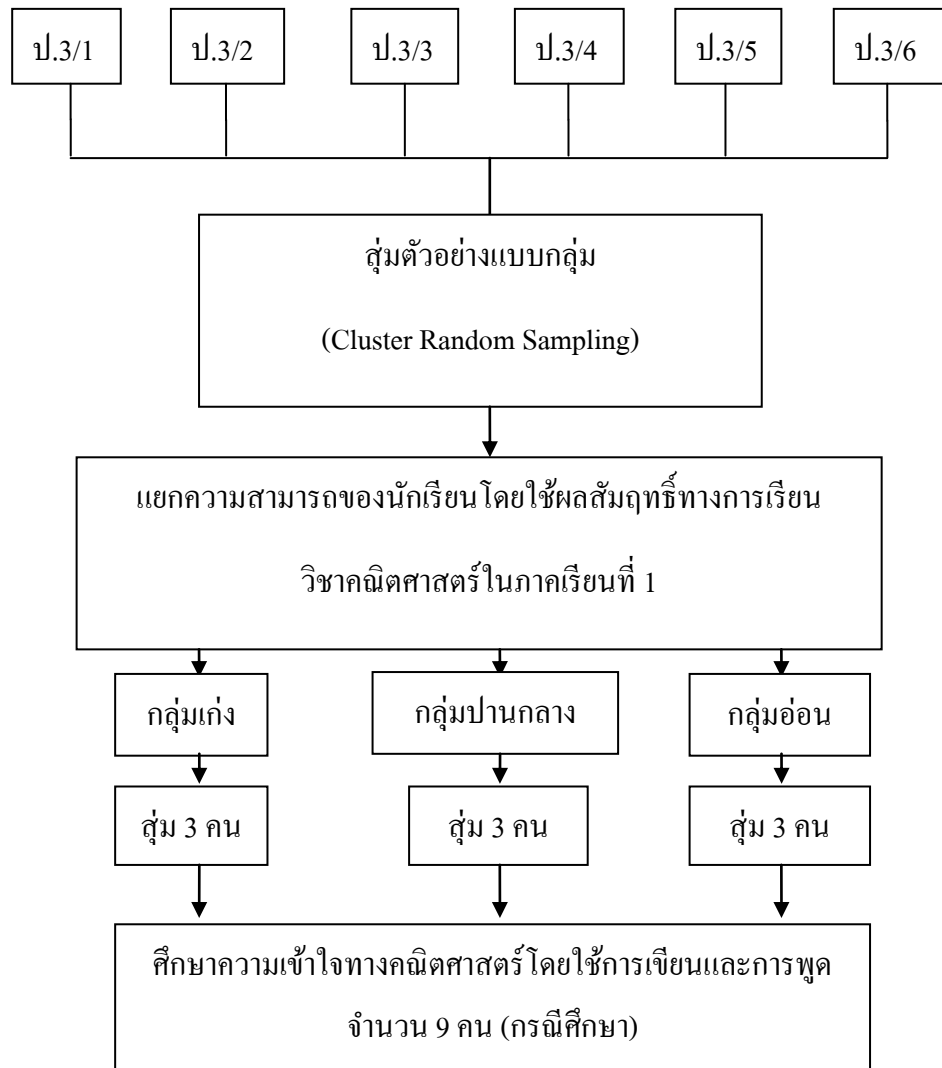 ป.3/1 ป.3/2 ป.3/3 ป.3/4 ป.3/5 ป.3/6
สุ่มตัวอย่างแบบกลุ่ม
(Cluster Random Sampling)
แยกความสามารถของนักเรียนโดยใช้ผลสัมฤทธิ์ทางการเรียน
วิชาคณิตศาสตร์ในภาคเรียนที่ 1
กลุ่มเก่ง กลุ่มปานกลาง กลุ่มอ่อน
สุ่ม 3 คน สุ่ม 3 คน สุ่ม 3 คน
ศึกษาความเข้าใจทางคณิตศาสตร์โดยใช้การเขียนและการพูด
จำนวน 9 คน (กรณีศึกษา)